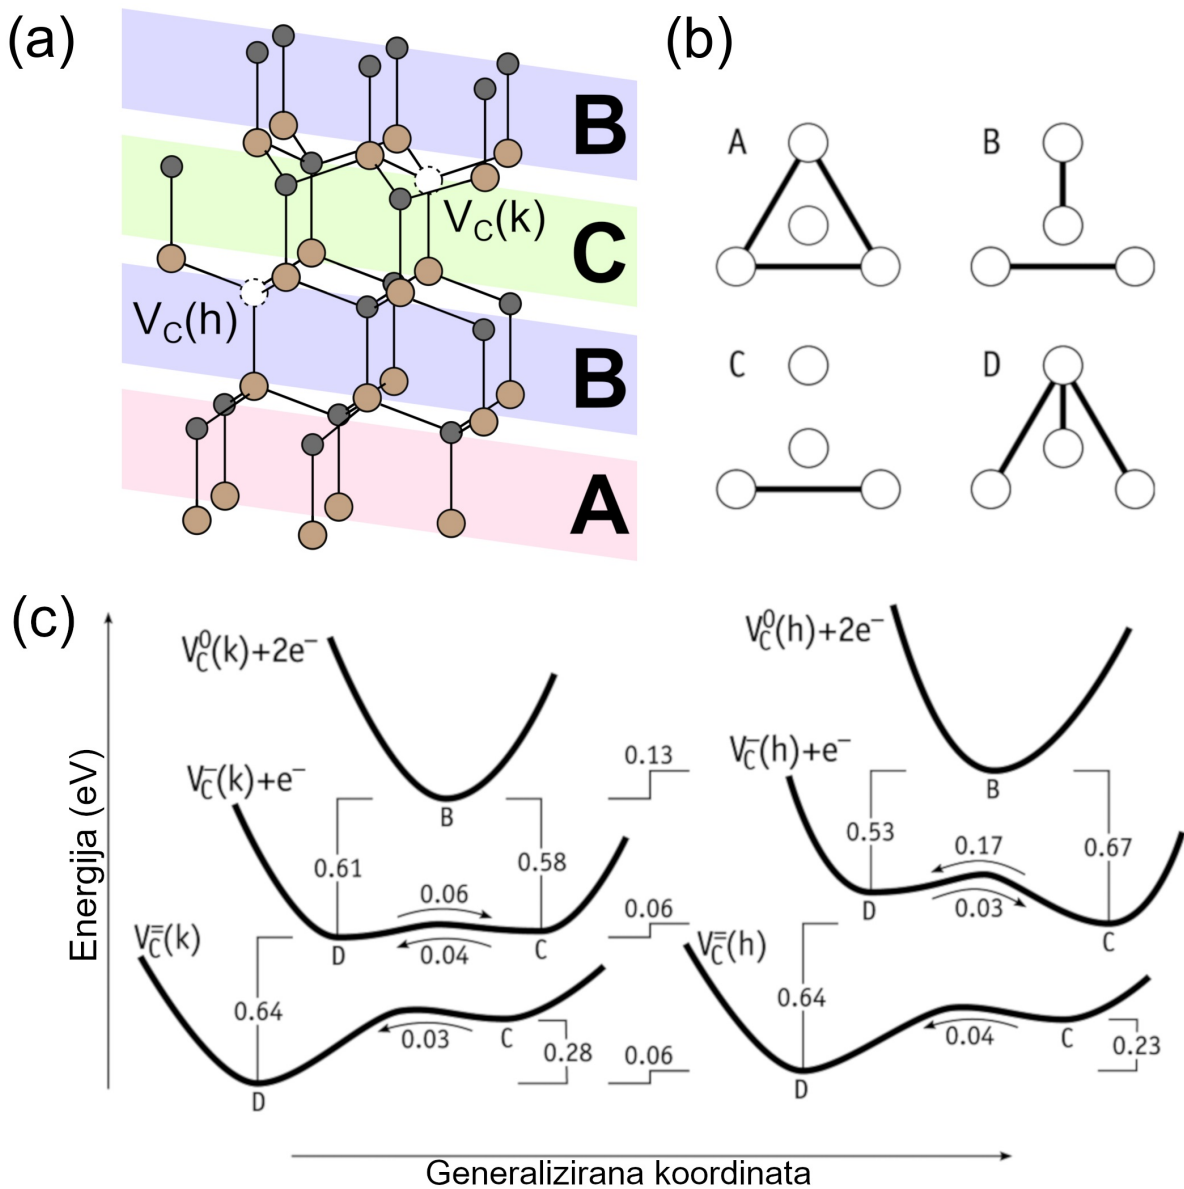 (a)
B
C
B
A
V_C(k)
V_C(h)
(b)
A
B
C
D
(c)
Energija (eV)
V_C^0(k)+2e^−
V_C^−(k)+e^−
V_C^=(k)
B
0.61
0.58
0.06
0.04
D
C
0.64
0.03
C
0.28
D
0.13
0.06
0.06
V_C^0(h)+2e^−
V_C^−(h)+e^−
V_C^=(h)
B
0.53
0.67
0.17
0.03
D
C
0.64
0.04
C
0.23
D
Generalizirana koordinata